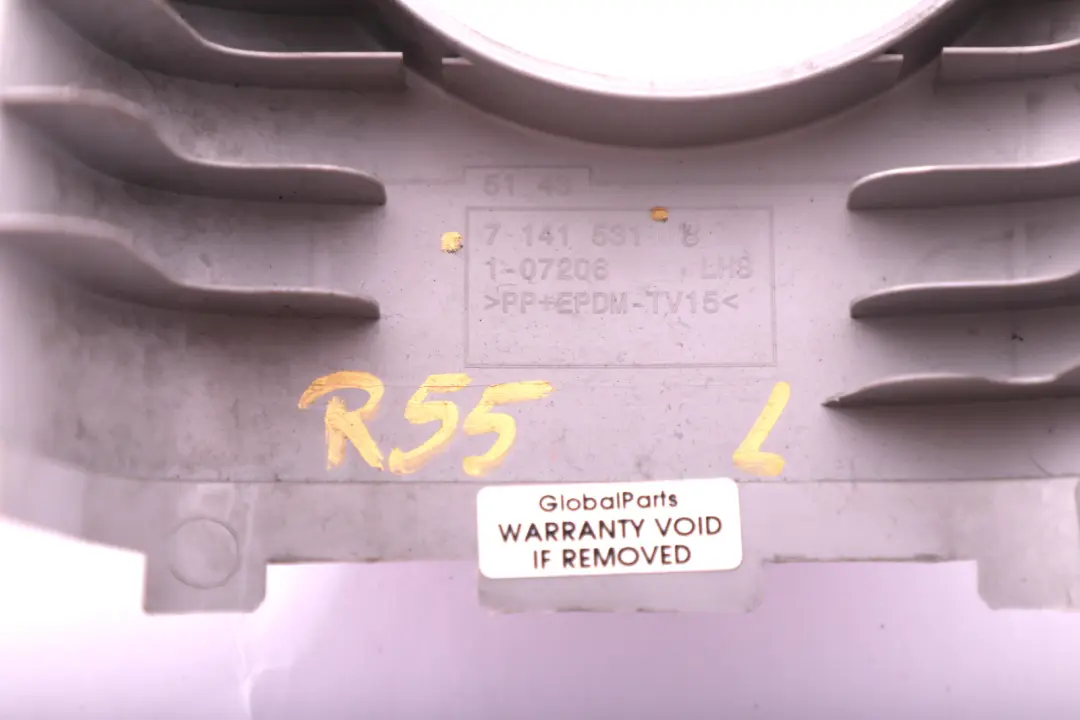 51 43
7 141 531 8
1-07206 LHS
>PP+EPDM-TV15<
R55 L
GlobalParts
WARRANTY VOID
IF REMOVED